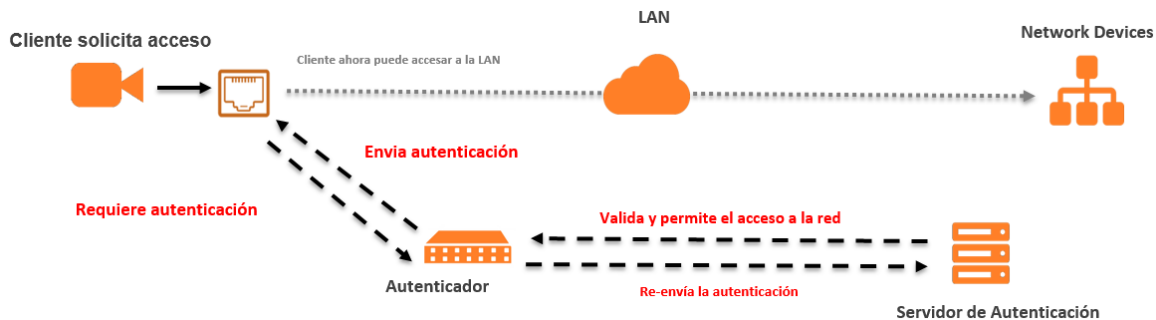 LAN
Cliente solicita acceso
Network Devices
Cliente ahora puede accesar a la LAN
Envia autenticación
Requiere autenticación
Valida y permite el acceso a la red
Autenticador
Re-envía la autenticación
Servidor de Autenticación